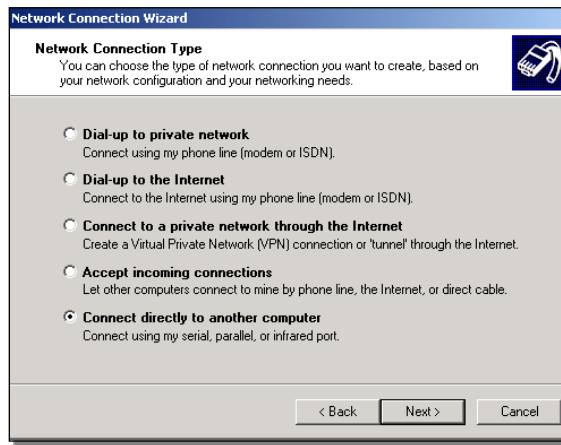 Network Connection Wizard
Network Connection Type
You can choose the type of network connection you want to create, based on
your network configuration and your networking needs.
Dial-up to private network
Connect using my phone line (modem or ISDN).
Dial-up to the Internet
Connect to the Internet using my phone line (modem or ISDN).
Connect to a private network through the Internet
Create a Virtual Private Network (VPN) connection or 'tunnel' through the Internet.
Accept incoming connections
Let other computers connect to mine by phone line, the Internet, or direct cable.
Connect directly to another computer
Connect using my serial, parallel, or infrared port.
< Back Next > Cancel